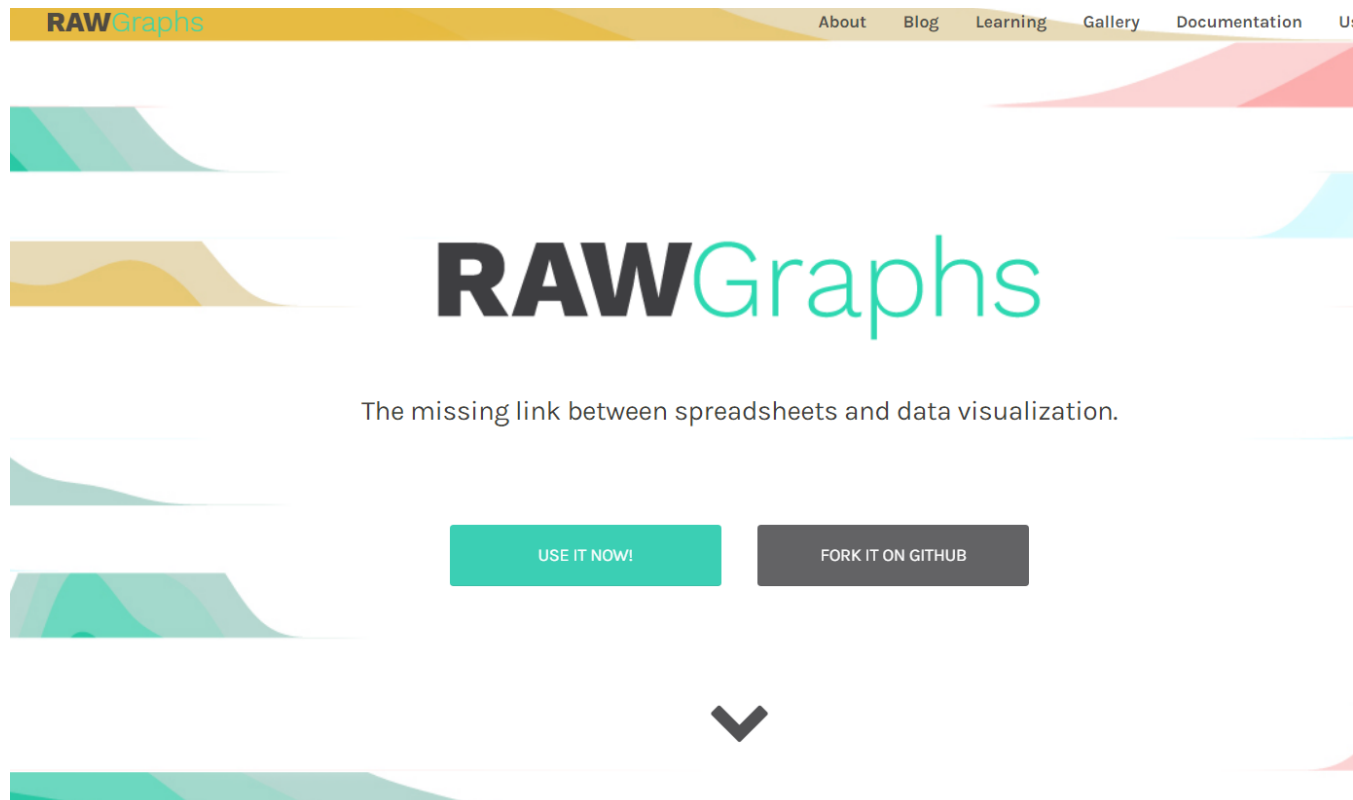 RAWGraphs About Blog Learning Gallery Documentation
RAWGraphs
The missing link between spreadsheets and data visualization.
USE IT NOW! FORK IT ON GITHUB